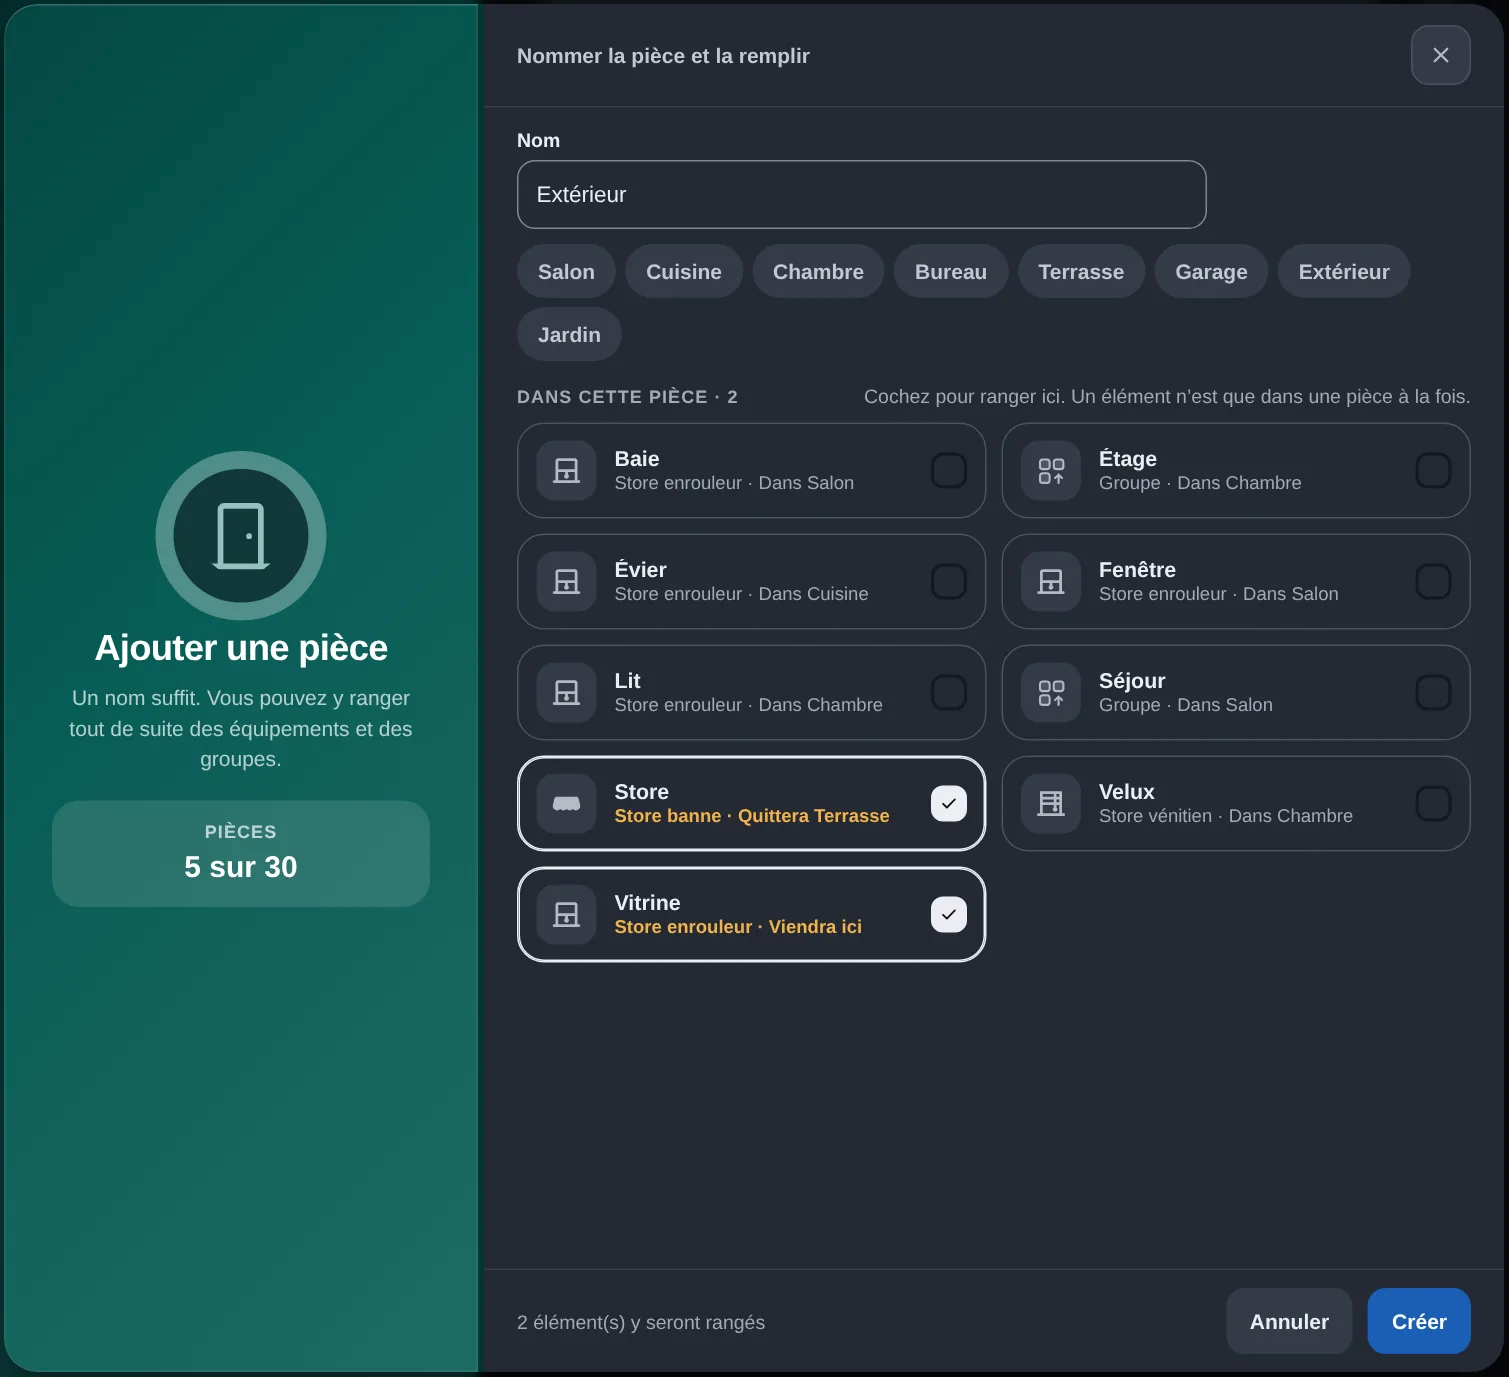 Ajouter une pièce
Un nom suffit. Vous pouvez y ranger
tout de suite des équipements et des
groupes.
PIÈCES
5 sur 30
Nommer la pièce et la remplir
Nom
Extérieur
Salon
Cuisine
Chambre
Bureau
Terrasse
Garage
Extérieur
Jardin
DANS CETTE PIÈCE · 2
Cochez pour ranger ici. Un élément n’est que dans une pièce à la fois.
Baie
Store enrouleur · Dans Salon
Étage
Groupe · Dans Chambre
Évier
Store enrouleur · Dans Cuisine
Fenêtre
Store enrouleur · Dans Salon
Lit
Store enrouleur · Dans Chambre
Séjour
Groupe · Dans Salon
Store
Store banne · Quittera Terrasse
Velux
Store vénitien · Dans Chambre
Vitrine
Store enrouleur · Viendra ici
2 élément(s) y seront rangés
Annuler
Créer